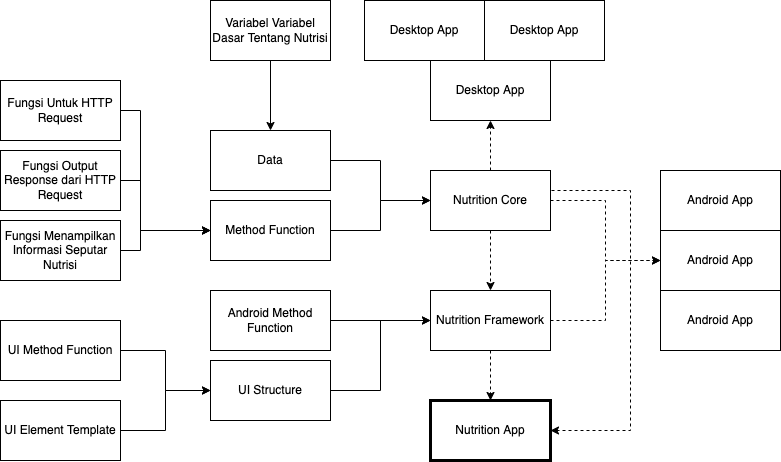 Variabel Variabel
Dasar Tentang Nutrisi
Desktop App
Desktop App
Desktop App
Fungsi Untuk HTTP
Request
Fungsi Output
Response dari HTTP
Request
Fungsi Menampilkan
Informasi Seputar
Nutrisi
Data
Method Function
Nutrition Core
Android App
Android App
Android App
Android Method
Function
Nutrition Framework
UI Method Function
UI Structure
UI Element Template
Nutrition App